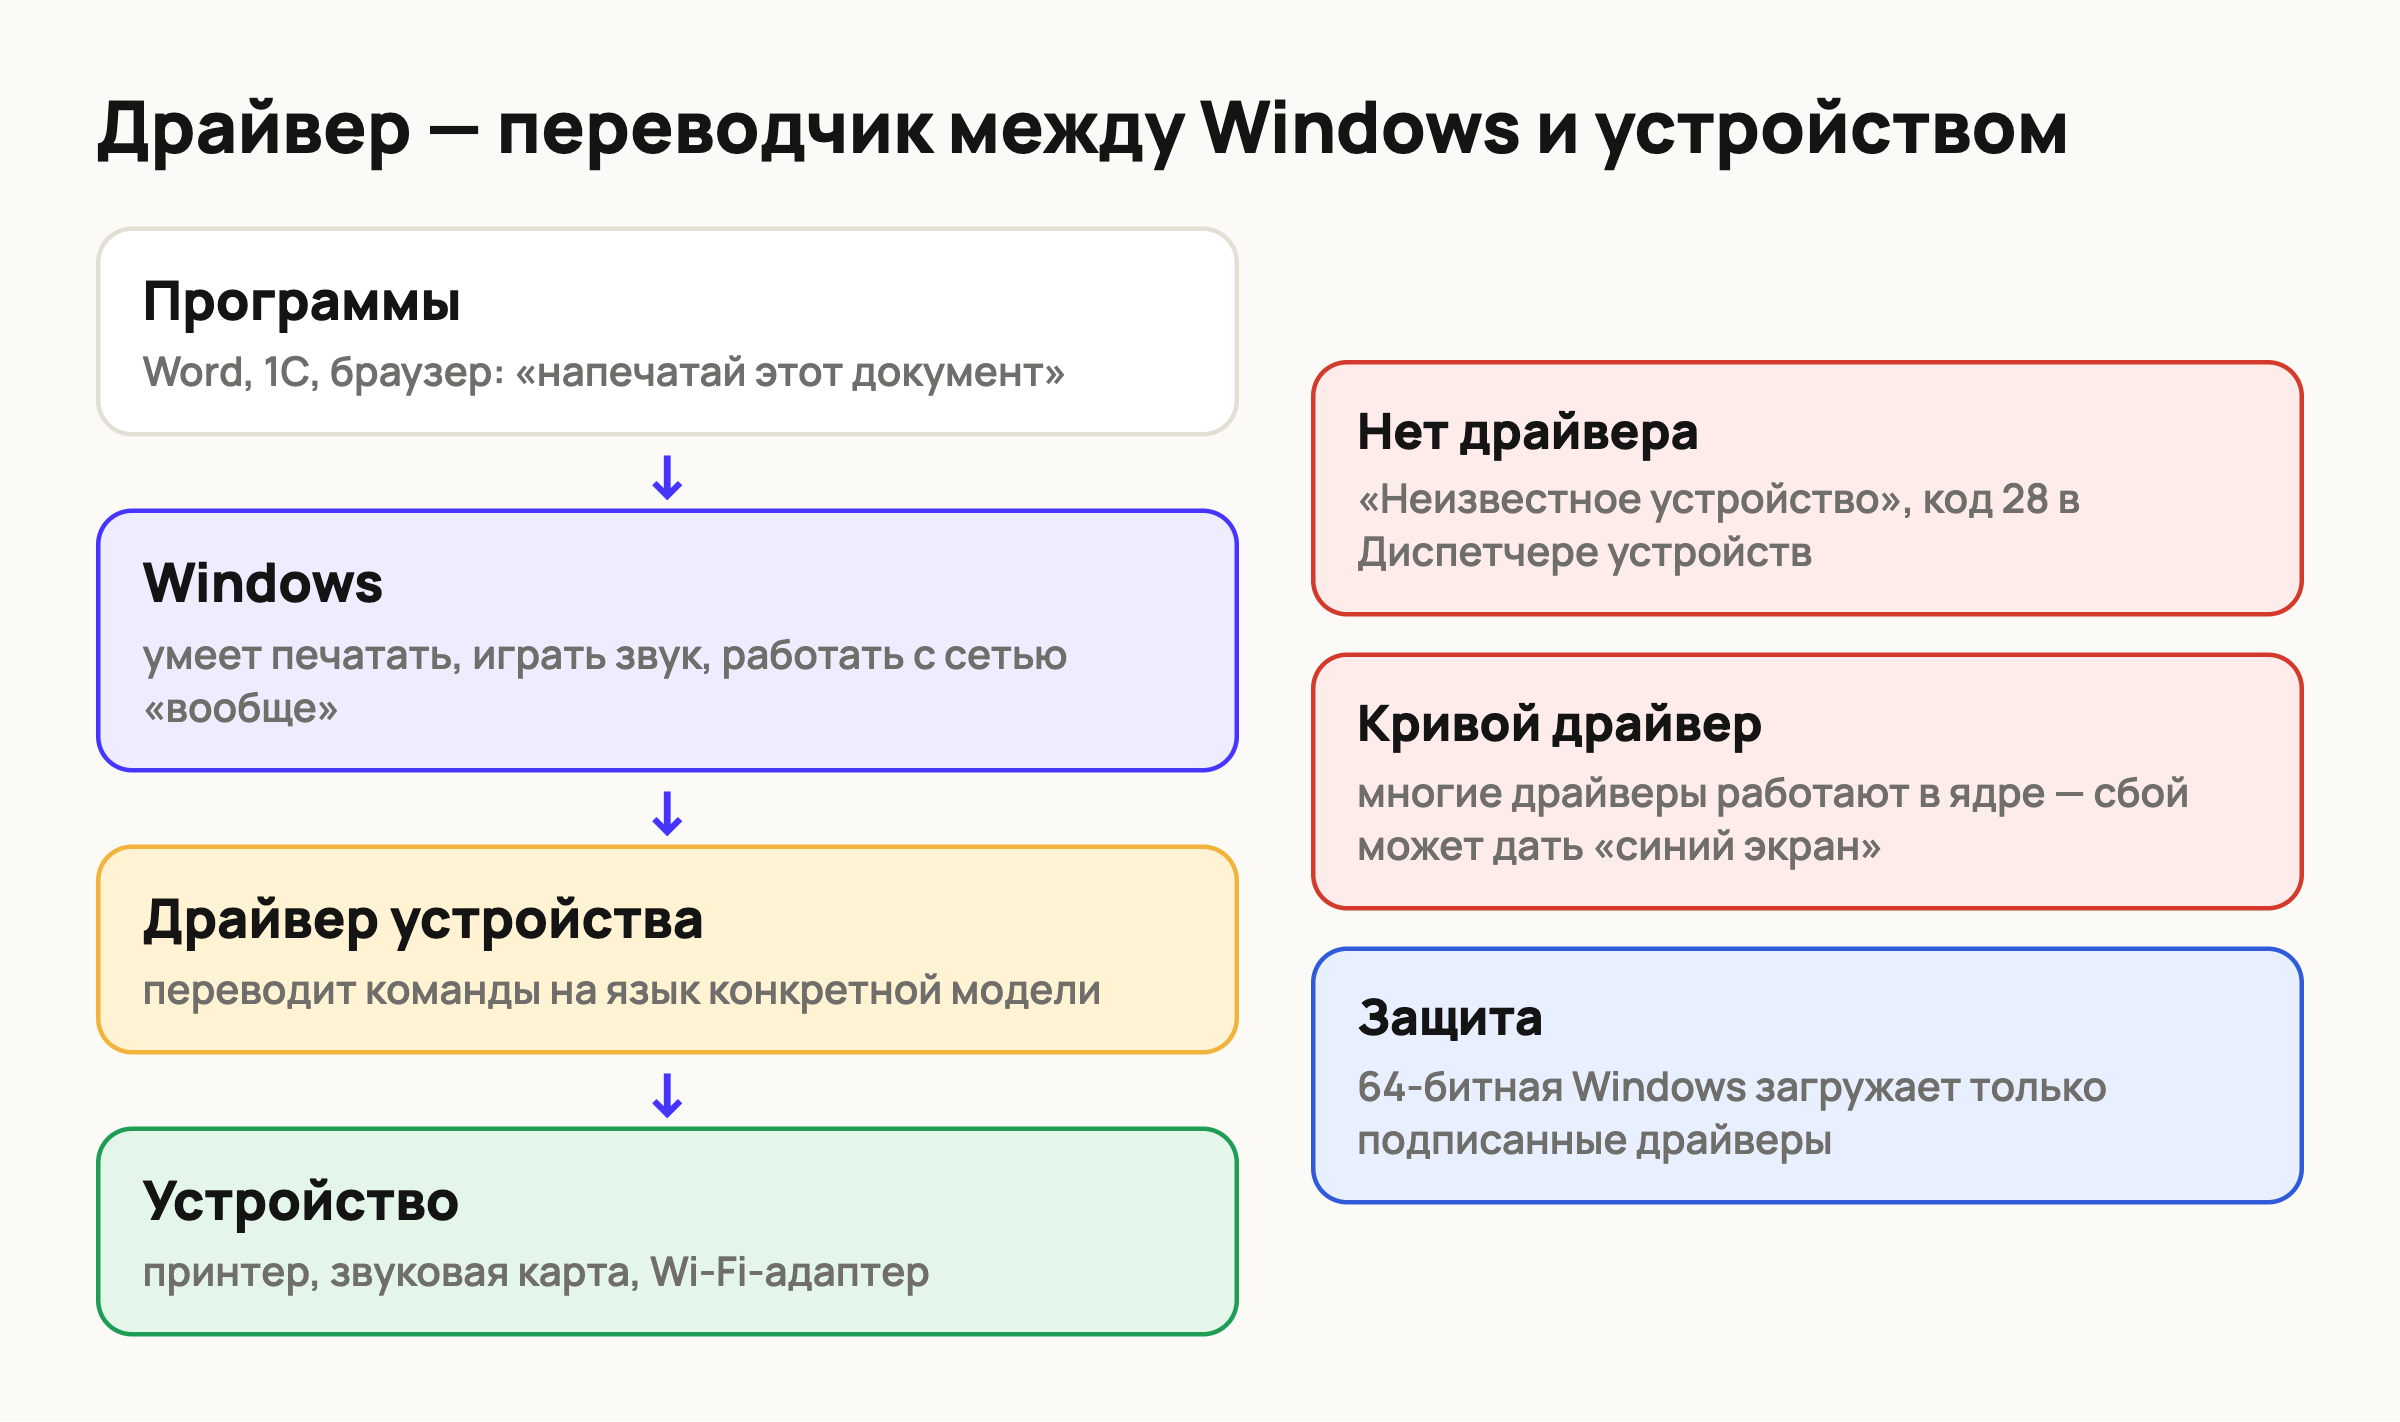 Драйвер — переводчик между Windows и устройством
Программы
Word, 1С, браузер: «напечатай этот документ»
↓
Windows
умеет печатать, играть звук, работать с сетью
«вообще»
↓
Драйвер устройства
переводит команды на язык конкретной модели
↓
Устройство
принтер, звуковая карта, Wi-Fi-адаптер
Нет драйвера
«Неизвестное устройство», код 28 в
Диспетчере устройств
Кривой драйвер
многие драйверы работают в ядре — сбой
может дать «синий экран»
Защита
64-битная Windows загружает только
подписанные драйверы